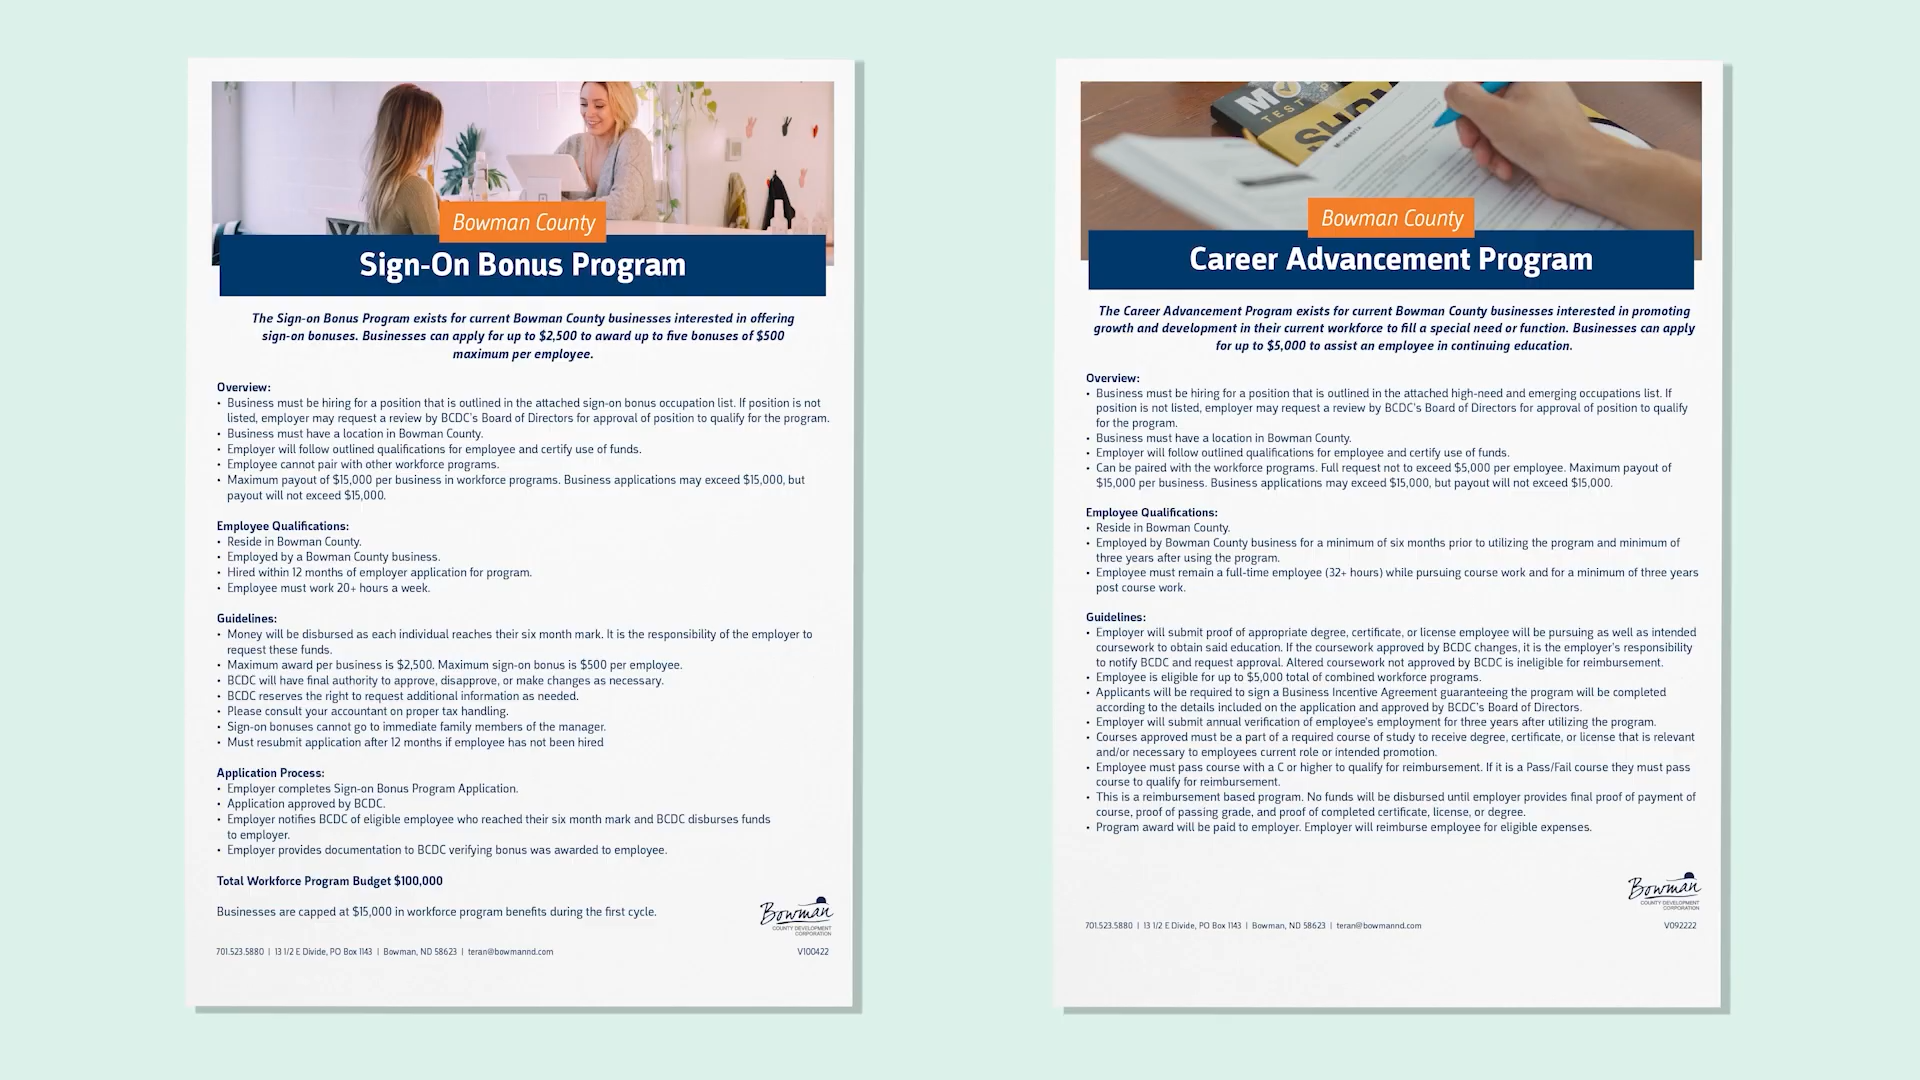 Bowman County
Sign-On Bonus Program
The Sign-on Bonus Program exists for current Bowman County businesses interested in offering
sign-on bonuses. Businesses can apply for up to $2,500 to award up to five bonuses of $500
maximum per employee.
Overview:
• Business must be hiring for a position that is outlined in the attached sign-on bonus occupation list. If position is not
listed, employer may request a review by BCDC's Board of Directors for approval of position to qualify for the program.
• Business must have a location in Bowman County.
• Employer will follow outlined qualifications for employee and certify use of funds.
• Employee cannot pair with other workforce programs.
• Maximum payout of $15,000 per business in workforce programs. Business applications may exceed $15,000, but
payout will not exceed $15,000.
Employee Qualifications:
• Reside in Bowman County.
• Employed by a Bowman County business.
• Hired within 12 months of employer application for program.
• Employee must work 20+ hours a week.
Guidelines:
• Money will be disbursed as each individual reaches their six month mark. It is the responsibility of the employer to
request these funds.
• Maximum award per business is $2,500. Maximum sign-on bonus is $500 per employee.
• BCDC will have final authority to approve, disapprove, or make changes as necessary.
• BCDC reserves the right to request additional information as needed.
• Please consult your accountant on proper tax handling.
• Sign-on bonuses cannot go to immediate family members of the manager.
• Must resubmit application after 12 months if employee has not been hired
Application Process:
• Employer completes Sign-on Bonus Program Application.
• Application approved by BCDC.
• Employer notifies BCDC of eligible employee who reached their six month mark and BCDC disburses funds
to employer.
• Employer provides documentation to BCDC verifying bonus was awarded to employee.
Total Workforce Program Budget $100,000
Businesses are capped at $15,000 in workforce program benefits during the first cycle.
Bowman
COUNTY DEVELOPMENT
CORPORATION
701.523.5880 | 13 1/2 E Divide, PO Box 1143 | Bowman, ND 58623 | teran@bowmannd.com
V100422
TEST
Mometrix
Bowman County
Career Advancement Program
The Career Advancement Program exists for current Bowman County businesses interested in promoting
growth and development in their current workforce to fill a special need or function. Businesses can apply
for up to $5,000 to assist an employee in continuing education.
Overview:
• Business must be hiring for a position that is outlined in the attached high-need and emerging occupations list. If
position is not listed, employer may request a review by BCDC's Board of Directors for approval of position to qualify
for the program.
• Business must have a location in Bowman County.
• Employer will follow outlined qualifications for employee and certify use of funds.
• Can be paired with the workforce programs. Full request not to exceed $5,000 per employee. Maximum payout of
$15,000 per business. Business applications may exceed $15,000, but payout will not exceed $15,000.
Employee Qualifications:
• Reside in Bowman County.
• Employed by Bowman County business for a minimum of six months prior to utilizing the program and minimum of
three years after using the program.
• Employee must remain a full-time employee (32+ hours) while pursuing course work and for a minimum of three years
post course work.
Guidelines:
• Employer will submit proof of appropriate degree, certificate, or license employee will be pursuing as well as intended
coursework to obtain said education. If the coursework approved by BCDC changes, it is the employer's responsibility
to notify BCDC and request approval. Altered coursework not approved by BCDC is ineligible for reimbursement.
• Employee is eligible for up to $5,000 total of combined workforce programs.
• Applicants will be required to sign a Business Incentive Agreement guaranteeing the program will be completed
according to the details included on the application and approved by BCDC's Board of Directors.
• Employer will submit annual verification of employee's employment for three years after utilizing the program.
• Courses approved must be a part of a required course of study to receive degree, certificate, or license that is relevant
and/or necessary to employees current role or intended promotion.
• Employee must pass course with a C or higher to qualify for reimbursement. If it is a Pass/Fail course they must pass
course to qualify for reimbursement.
• This is a reimbursement based program. No funds will be disbursed until employer provides final proof of payment of
course, proof of passing grade, and proof of completed certificate, license, or degree.
• Program award will be paid to employer. Employer will reimburse employee for eligible expenses.
Bowman
COUNTY DEVELOPMENT
CORPORATION
701.523.5880 | 13 1/2 E Divide, PO Box 1143 | Bowman, ND 58623 | teran@bowmannd.com
V092222